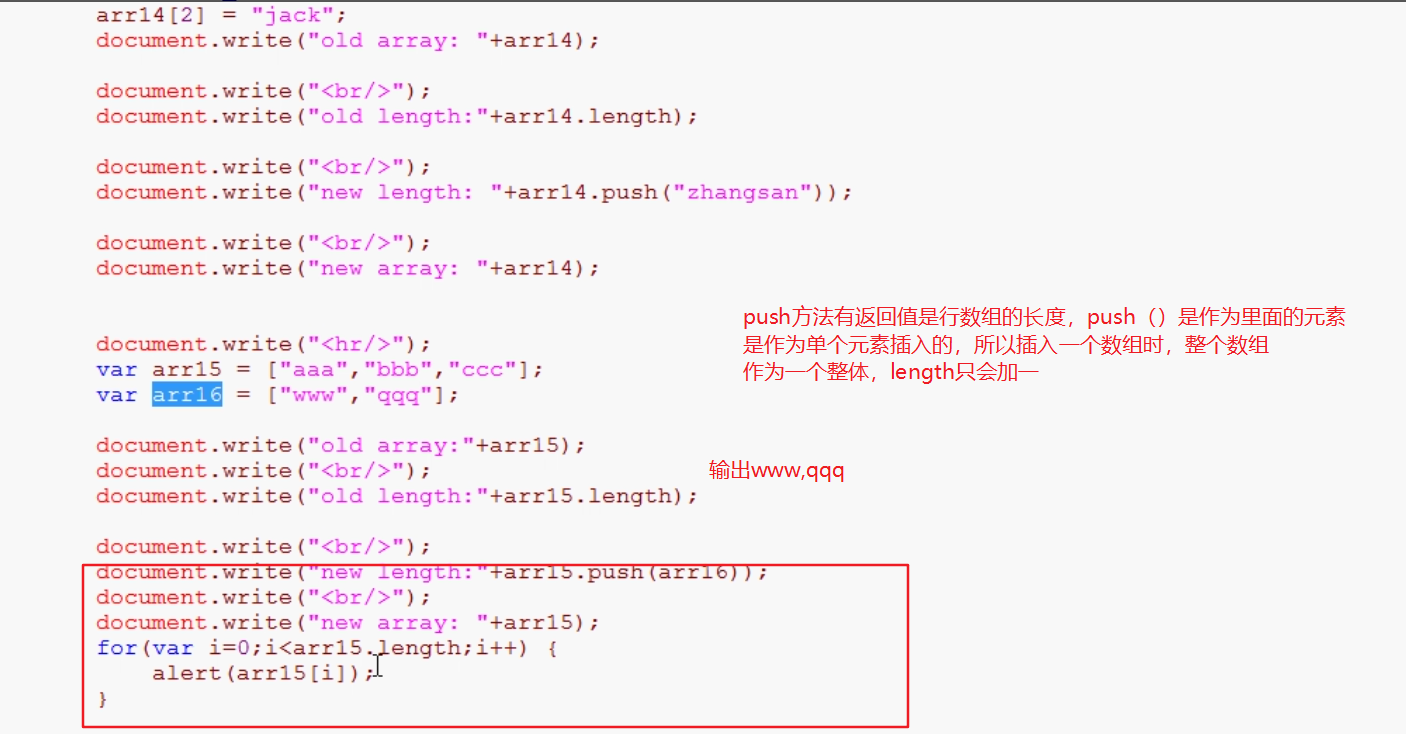 arr14[2] = "jack";
document.write("old array: "+arr14);
document.write("<br/>");
document.write("old length:"+arr14.length);
document.write("<br/>");
document.write("new length: "+arr14.push("zhangsan"));
document.write("<br/>");
document.write("new array: "+arr14);
push方法有返回值是行数组的长度，push（）是作为里面的元素
是作为单个元素插入的，所以插入一个数组时，整个数组
作为一个整体，length只会加一
document.write("<hr/>");
var arr15 = ["aaa","bbb","ccc"];
var arr16 = ["www","qqq"];
document.write("old array:"+arr15);
document.write("<br/>");
输出www,qqq
document.write("old length:"+arr15.length);
document.write("<br/>");
document.write("new length:"+arr15.push(arr16));
document.write("<br/>");
document.write("new array: "+arr15);
for(var i=0;i<arr15.length;i++) {
alert(arr15[i]);
}